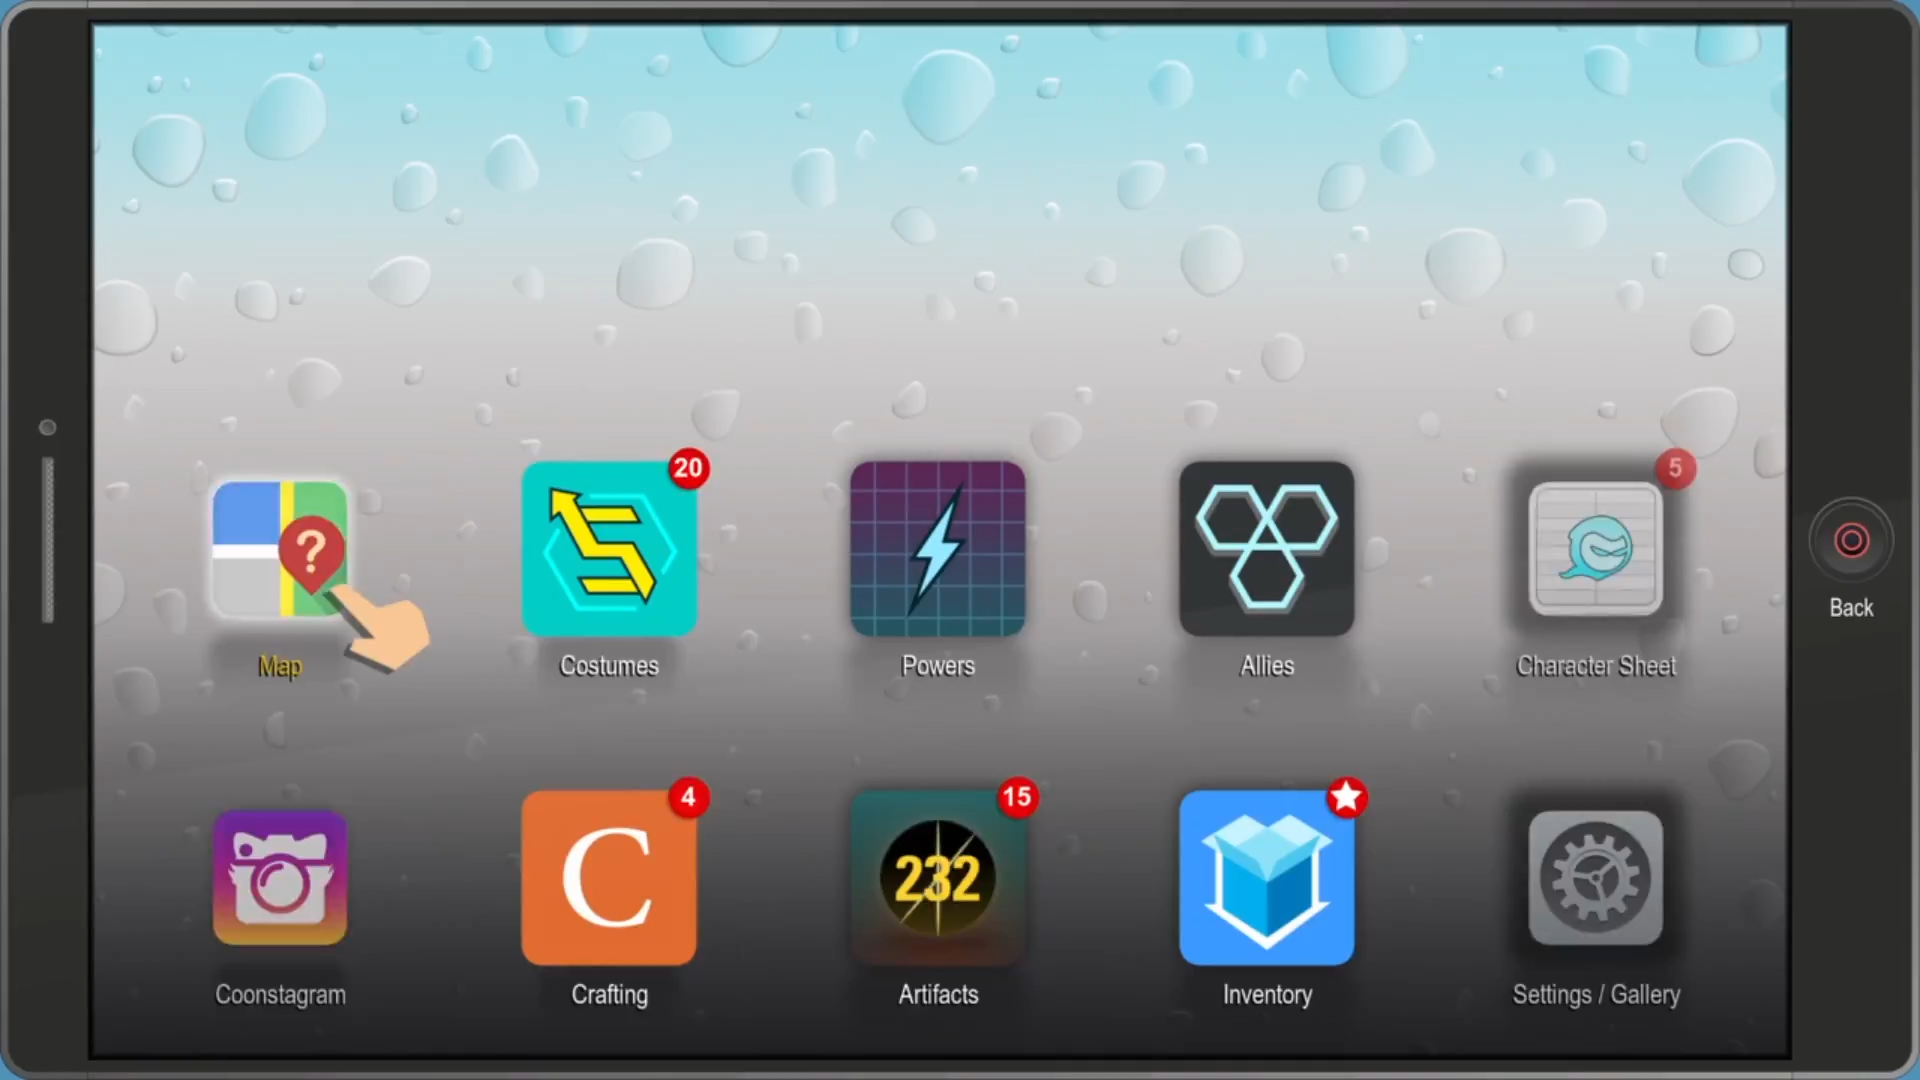 20
5
?
Map
Costumes
Powers
Allies
Character Sheet
Back
4
15
C
232
Coonstagram
Crafting
Artifacts
Inventory
Settings / Gallery